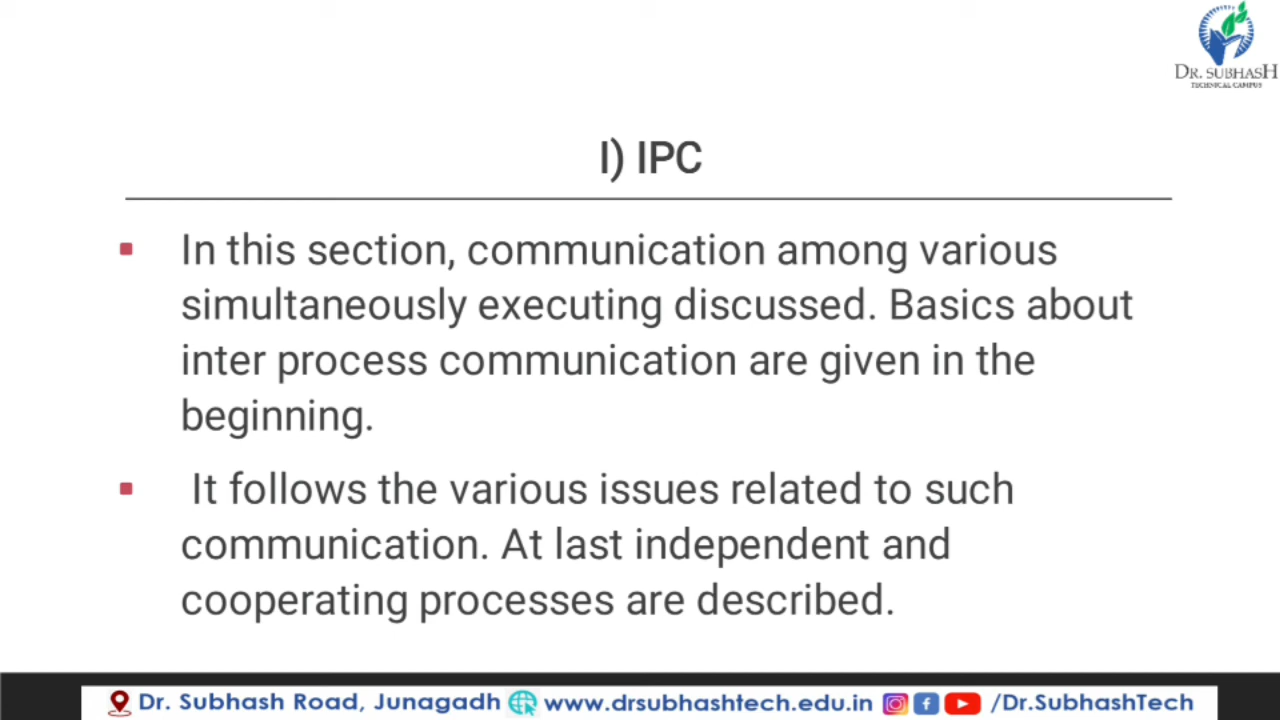 DR. SUBHASH
TECHNICAL CAMPUS
I) IPC
In this section, communication among various
simultaneously executing discussed. Basics about
inter process communication are given in the
beginning.
It follows the various issues related to such
communication. At last independent and
cooperating processes are described.
Dr. Subhash Road, Junagadh www.drsubhashtech.edu.in /Dr.SubhashTech